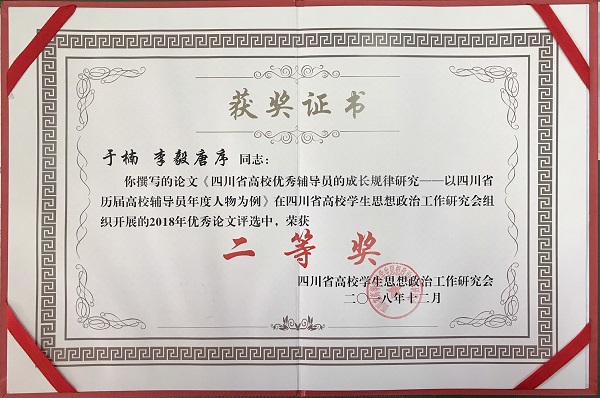 获奖证书
于楠 李毅唐序 同志：
你撰写的论文《四川省高校优秀辅导员的成长规律研究——以四川省
历届高校辅导员年度人物为例》在四川省高校学生思想政治工作研究会组
织开展的2018年优秀论文评选中，荣获
二等奖
四川省高校学生思想政治工作研究会
二〇一八年十二月